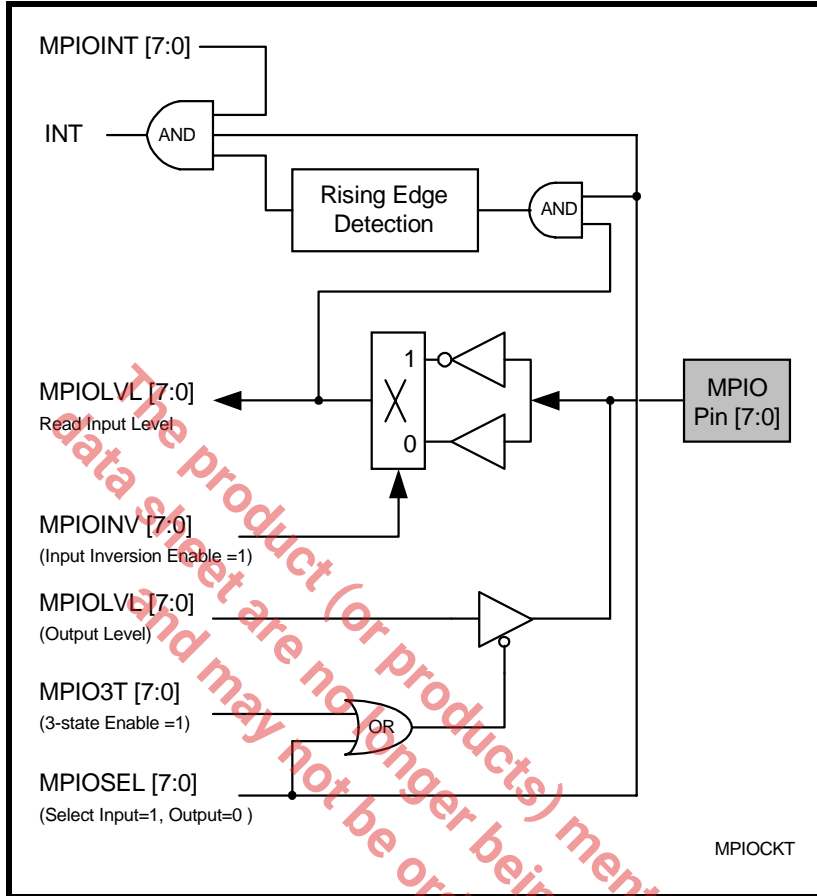 MPIOINT [7:0]
INT
AND
Rising Edge
Detection
AND
1
0
MPIOLVL [7:0]
Read Input Level
MPIO
Pin [7:0]
MPIOINV [7:0]
(Input Inversion Enable =1)
MPIOLVL [7:0]
(Output Level)
MPIO3T [7:0]
(3-state Enable =1)
OR
MPIOSEL [7:0]
(Select Input=1, Output=0 )
MPIOCKT
The product (or products) ment
data sheet are no longer bein
and may not be or